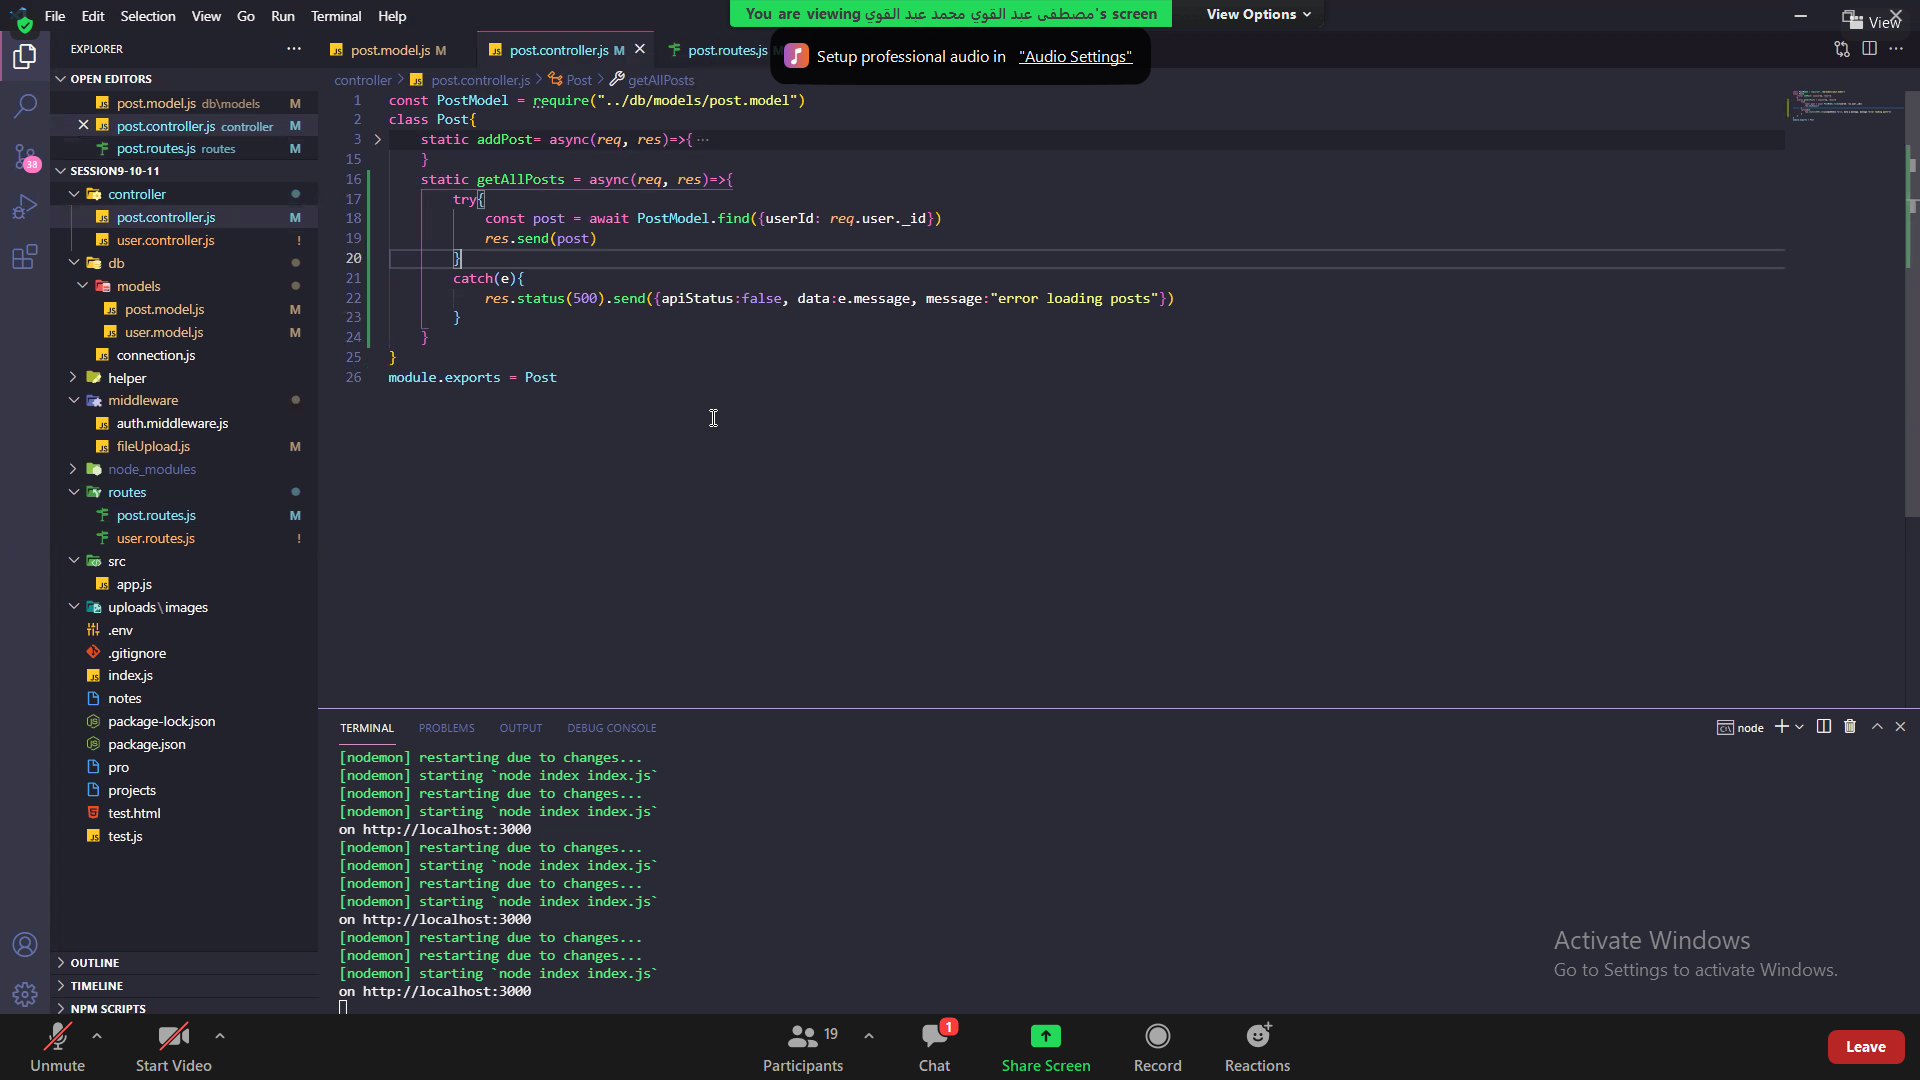 File Edit Selection View Go Run Terminal Help
You are viewing مصطفى عبد القوي محمد عبد القوي's screen
View Options
View
Setup professional audio in "Audio Settings"
EXPLORER
post.model.js M
post.controller.js M
post.routes.js M
controller > post.controller.js > Post > getAllPosts
OPEN EDITORS
post.model.js db\models M
post.controller.js controller M
post.routes.js routes M
SESSION9-10-11
controller
post.controller.js M
user.controller.js !
db
models
post.model.js M
user.model.js M
connection.js
helper
middleware
auth.middleware.js
fileUpload.js M
node_modules
routes
post.routes.js M
user.routes.js !
src
app.js
uploads\images
.env
.gitignore
index.js
notes
package-lock.json
package.json
pro
projects
test.html
test.js
OUTLINE
TIMELINE
NPM SCRIPTS
38
1 const PostModel = require("../db/models/post.model")
2 class Post{
3 static addPost= async(req, res)=>{ ...
15 }
16 static getAllPosts = async(req, res)=>{
17 try{
18 const post = await PostModel.find({userId: req.user._id})
19 res.send(post)
20 }
21 catch(e){
22 res.status(500).send({apiStatus:false, data:e.message, message:"error loading posts"})
23 }
24 }
25 }
26 module.exports = Post
TERMINAL PROBLEMS OUTPUT DEBUG CONSOLE
node
[nodemon] restarting due to changes...
[nodemon] starting `node index index.js`
[nodemon] restarting due to changes...
[nodemon] starting `node index index.js`
on http://localhost:3000
[nodemon] restarting due to changes...
[nodemon] starting `node index index.js`
[nodemon] restarting due to changes...
[nodemon] starting `node index index.js`
on http://localhost:3000
[nodemon] restarting due to changes...
[nodemon] restarting due to changes...
[nodemon] starting `node index index.js`
on http://localhost:3000
Activate Windows
Go to Settings to activate Windows.
Unmute
Start Video
Participants 19
Chat 1
Share Screen
Record
Reactions
Leave